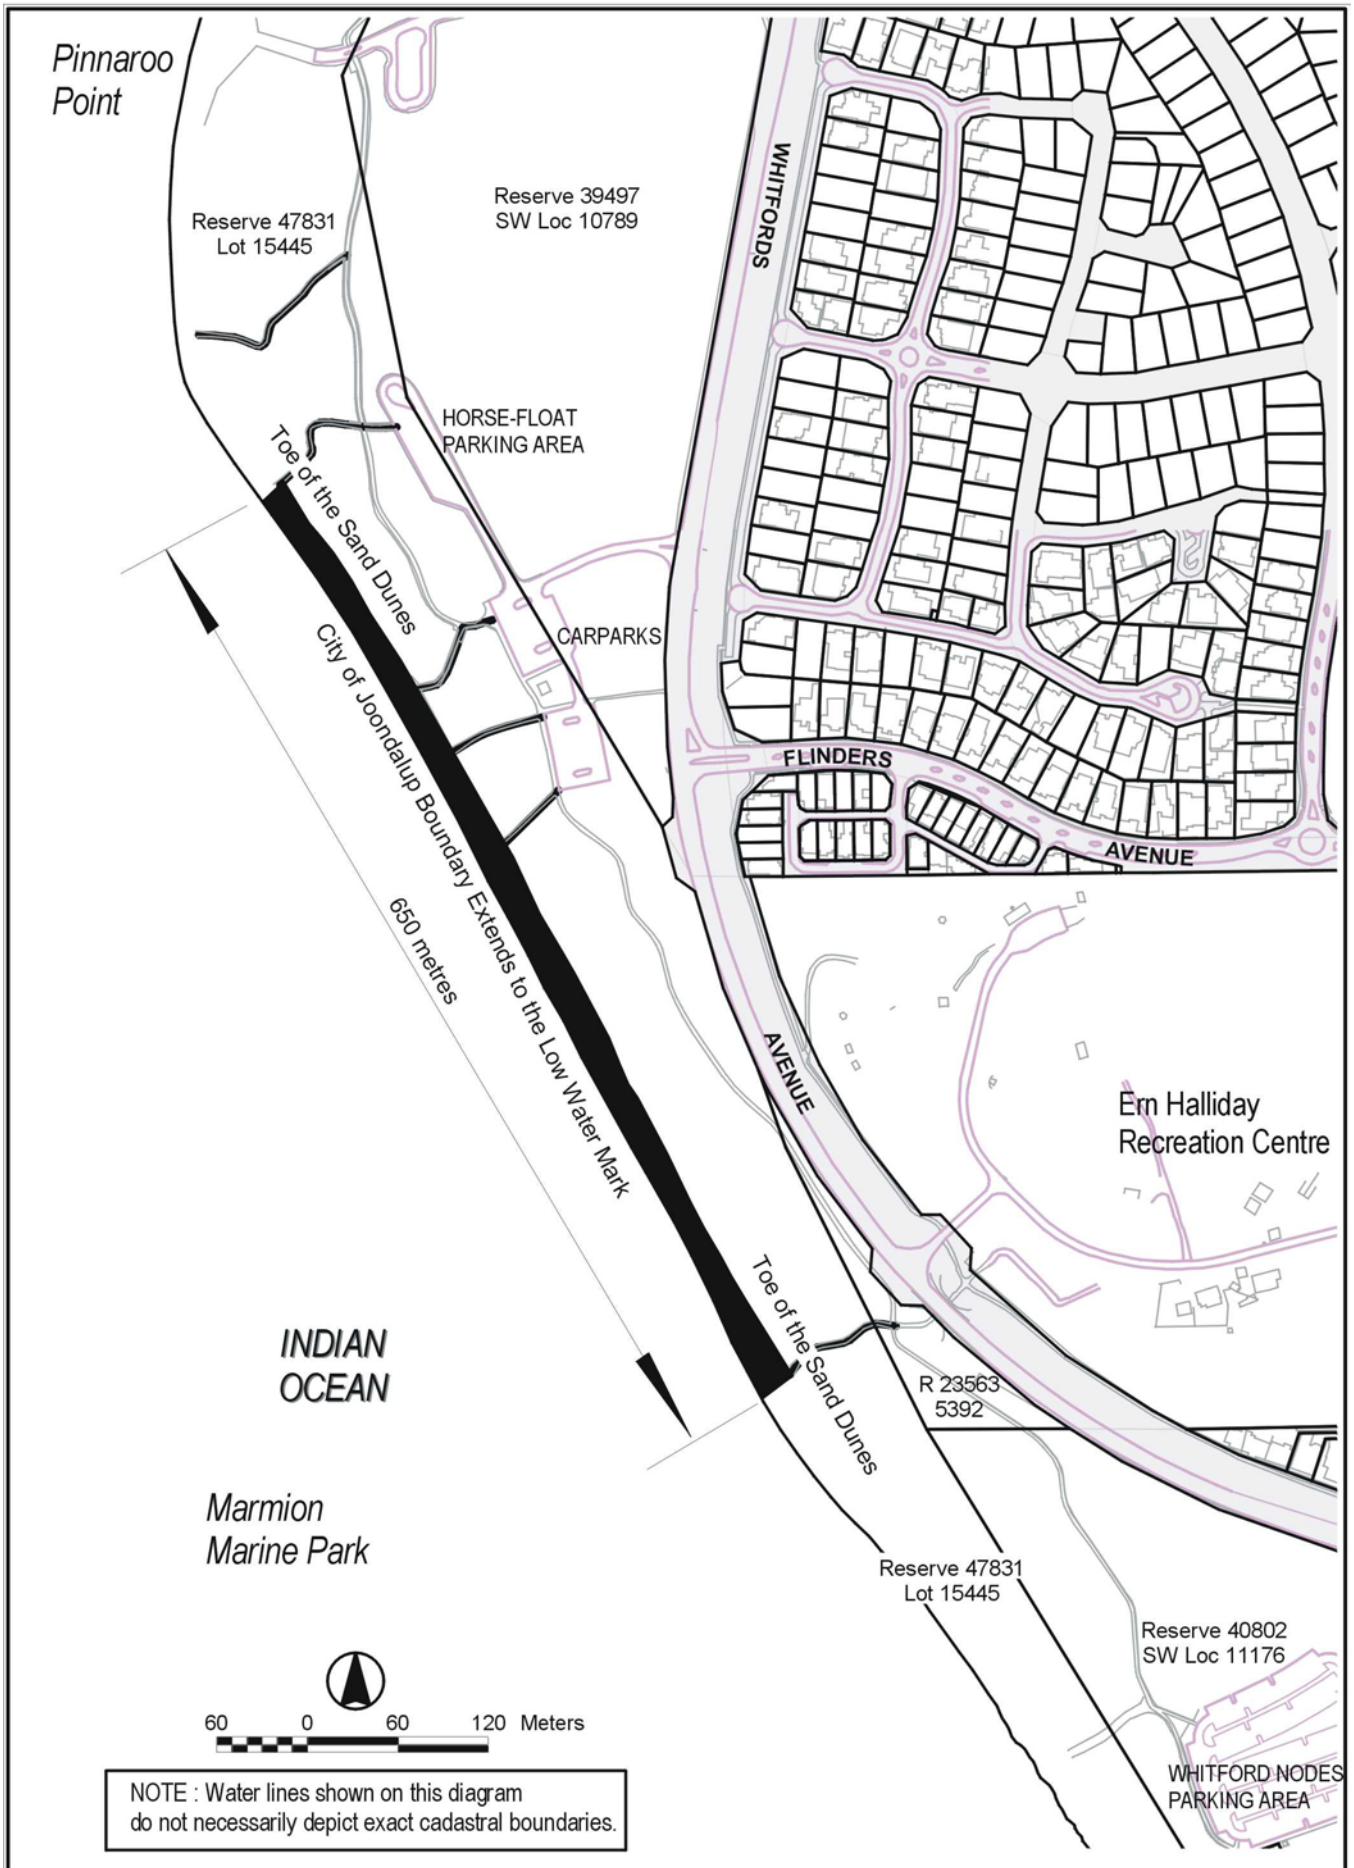 Pinnaroo
Point
Reserve 47831
Lot 15445
Reserve 39497
SW Loc 10789
WHITFORDS
HORSE-FLOAT
PARKING AREA
Toe of the Sand Dunes
CARPARKS
City of Joondalup Boundary Extends to the Low Water Mark
FLINDERS
AVENUE
650 metres
AVENUE
Ern Halliday
Recreation Centre
Toe of the Sand Dunes
INDIAN
OCEAN
R 23563
5392
Marmion
Marine Park
Reserve 47831
Lot 15445
Reserve 40802
SW Loc 11176
60 0 60 120 Meters
WHITFORD NODES
PARKING AREA
NOTE : Water lines shown on this diagram
do not necessarily depict exact cadastral boundaries.